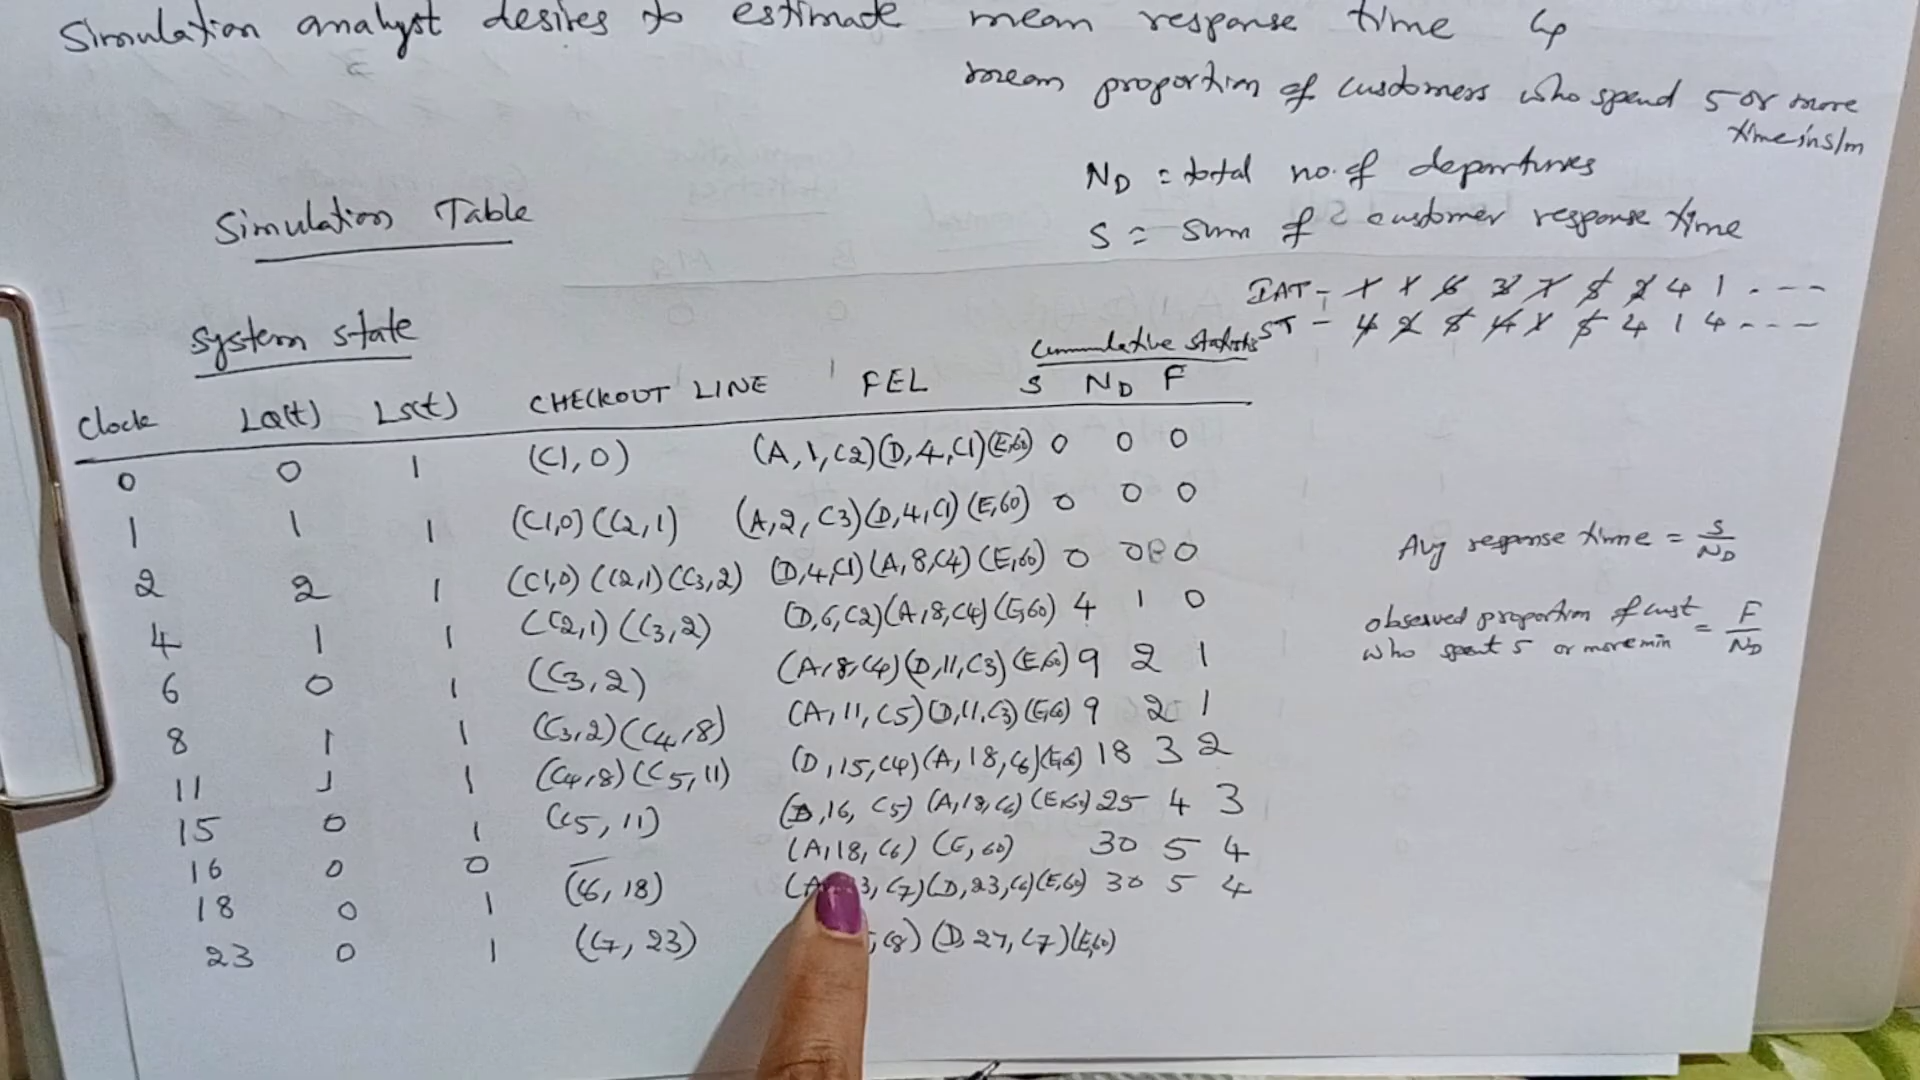 Simulation analyst desires to estimate mean response time &
mean proportion of customers who spend 5 or more
time in s/m
ND = total no. of departures
S = sum of customer response time
Simulation Table
IAT - 1 1 6 3 7 5 2 4 1 . - - -
ST - 4 2 5 4 1 5 4 1 4 - - - -
System state
Cummulative Statistics
Clock LQ(t) LS(t) CHECKOUT LINE FEL S ND F
0 0 1 (C1,0) (A,1,C2)(D,4,C1)(E,60) 0 0 0
1 1 1 (C1,0)(C2,1) (A,2,C3)(D,4,C1)(E,60) 0 0 0
2 2 1 (C1,0)(C2,1)(C3,2) (D,4,C1)(A,8,C4)(E,60) 0 0 0
4 1 1 (C2,1)(C3,2) (D,6,C2)(A,8,C4)(E,60) 4 1 0
6 0 1 (C3,2) (A,8,C4)(D,11,C3)(E,60) 9 2 1
8 1 1 (C3,2)(C4,8) (A,11,C5)(D,11,C3)(E,60) 9 2 1
11 1 1 (C4,8)(C5,11) (D,15,C4)(A,18,C6)(E,60) 18 3 2
15 0 1 (C5,11) (D,16,C5)(A,18,C6)(E,60) 25 4 3
16 0 0 — (A,18,C6)(E,60) 30 5 4
18 0 1 (C6,18) (A, 3,C7)(D,23,C6)(E,60) 30 5 4
23 0 1 (C7,23) ,C8)(D,27,C7)(E,60)
Avg response time = S/ND
observed proportion of cust
who spent 5 or more min = F/ND